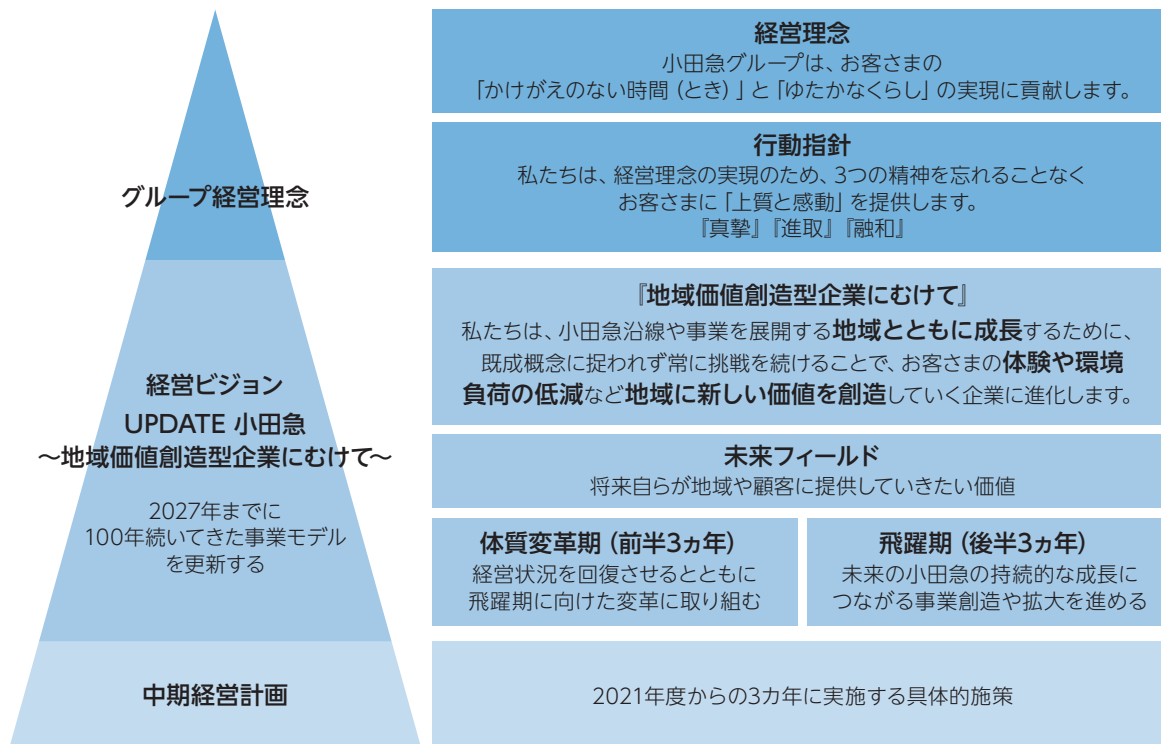 グループ経営理念
経営理念
小田急グループは、お客さまの
「かけがえのない時間（とき）」と「ゆたかなくらし」の実現に貢献します。
行動指針
私たちは、経営理念の実現のため、3つの精神を忘れることなく
お客さまに「上質と感動」を提供します。
『真摯』『進取』『融和』
経営ビジョン
UPDATE 小田急
～地域価値創造型企業にむけて～
2027年までに
100年続いてきた事業モデル
を更新する
『地域価値創造型企業にむけて』
私たちは、小田急沿線や事業を展開する地域とともに成長するために、
既成概念に捉われず常に挑戦を続けることで、お客さまの体験や環境
負荷の低減など地域に新しい価値を創造していく企業に進化します。
未来フィールド
将来自らが地域や顧客に提供していきたい価値
体質変革期（前半3ヵ年）
経営状況を回復させるとともに
飛躍期に向けた変革に取り組む
飛躍期（後半3ヵ年）
未来の小田急の持続的な成長に
つながる事業創造や拡大を進める
中期経営計画
2021年度からの3カ年に実施する具体的施策